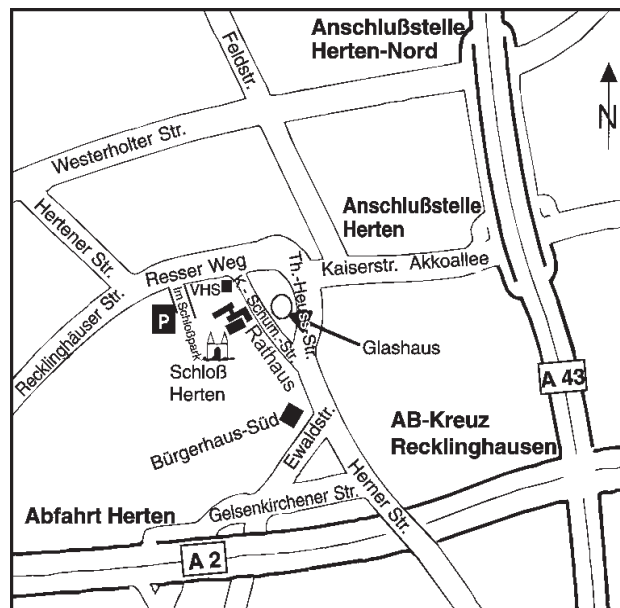 Anschlußstelle
Herten-Nord
Feldstr.
N
Westerholter Str.
Hertener Str.
Anschlußstelle
Herten
Resser Weg
Th.-Heuss-Str.
Kaiserstr. Akkoallee
VHS
K.-Schum.-Str.
Im Schloßpark
P
Recklinghäuser Str.
Rathaus
Glashaus
Schloß
Herten
A 43
AB-Kreuz
Recklinghausen
Bürgerhaus-Süd
Ewaldstr.
Herner Str.
Gelsenkirchener Str.
Abfahrt Herten
A 2